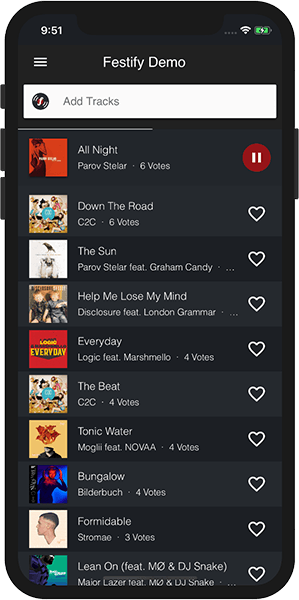 9:51
Festify Demo
Add Tracks
All Night
Parov Stelar · 6 Votes
Down The Road
C2C · 6 Votes
The Sun
Parov Stelar feat. Graham Candy · ...
Help Me Lose My Mind
Disclosure feat. London Grammar · ...
LOGIC
EVERYDAY
Everyday
Logic feat. Marshmello · 4 Votes
The Beat
C2C · 4 Votes
Tonic Water
Moglii feat. NOVAA · 4 Votes
Bungalow
Bilderbuch · 4 Votes
Formidable
Stromae · 3 Votes
Lean On (feat. MØ & DJ Snake)
Major Lazer feat. MØ & DJ Snake · ...